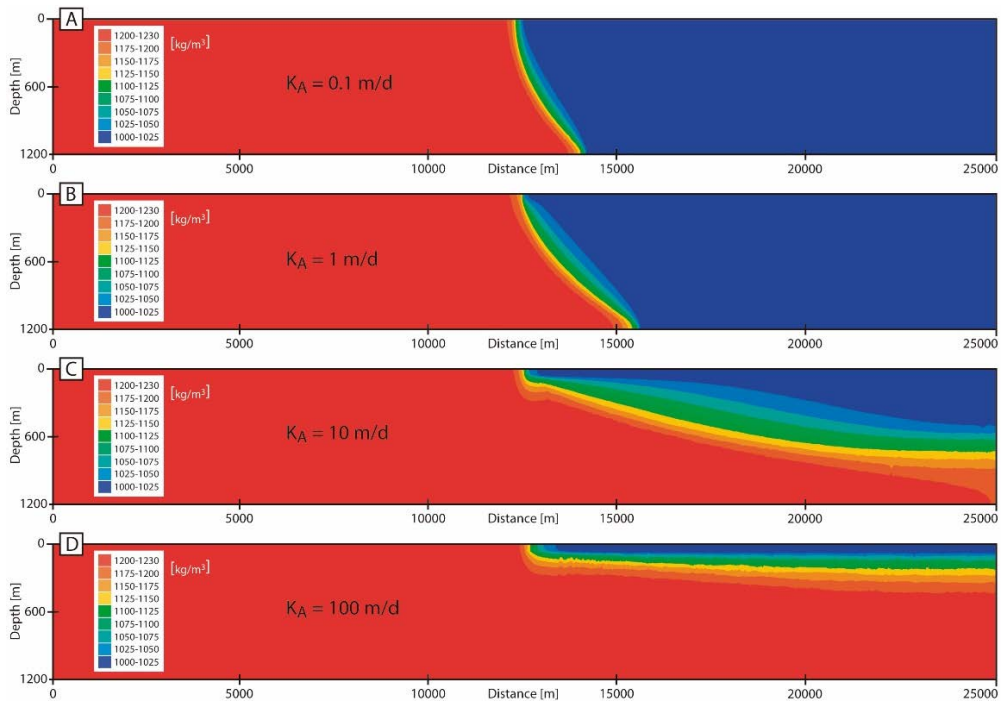 A
Depth [m]
0
600
1200
1200-1230
1175-1200
1150-1175
1125-1150
1100-1125
1075-1100
1050-1075
1025-1050
1000-1025
[kg/m³]
K_A = 0.1 m/d
0 5000 10000 Distance [m] 15000 20000 25000
B
Depth [m]
0
600
1200
1200-1230
1175-1200
1150-1175
1125-1150
1100-1125
1075-1100
1050-1075
1025-1050
1000-1025
[kg/m³]
K_A = 1 m/d
0 5000 10000 Distance [m] 15000 20000 25000
C
Depth [m]
0
600
1200
1200-1230
1175-1200
1150-1175
1125-1150
1100-1125
1075-1100
1050-1075
1025-1050
1000-1025
[kg/m³]
K_A = 10 m/d
0 5000 10000 Distance [m] 15000 20000 25000
D
Depth [m]
0
600
1200
1200-1230
1175-1200
1150-1175
1125-1150
1100-1125
1075-1100
1050-1075
1025-1050
1000-1025
[kg/m³]
K_A = 100 m/d
0 5000 10000 Distance [m] 15000 20000 25000